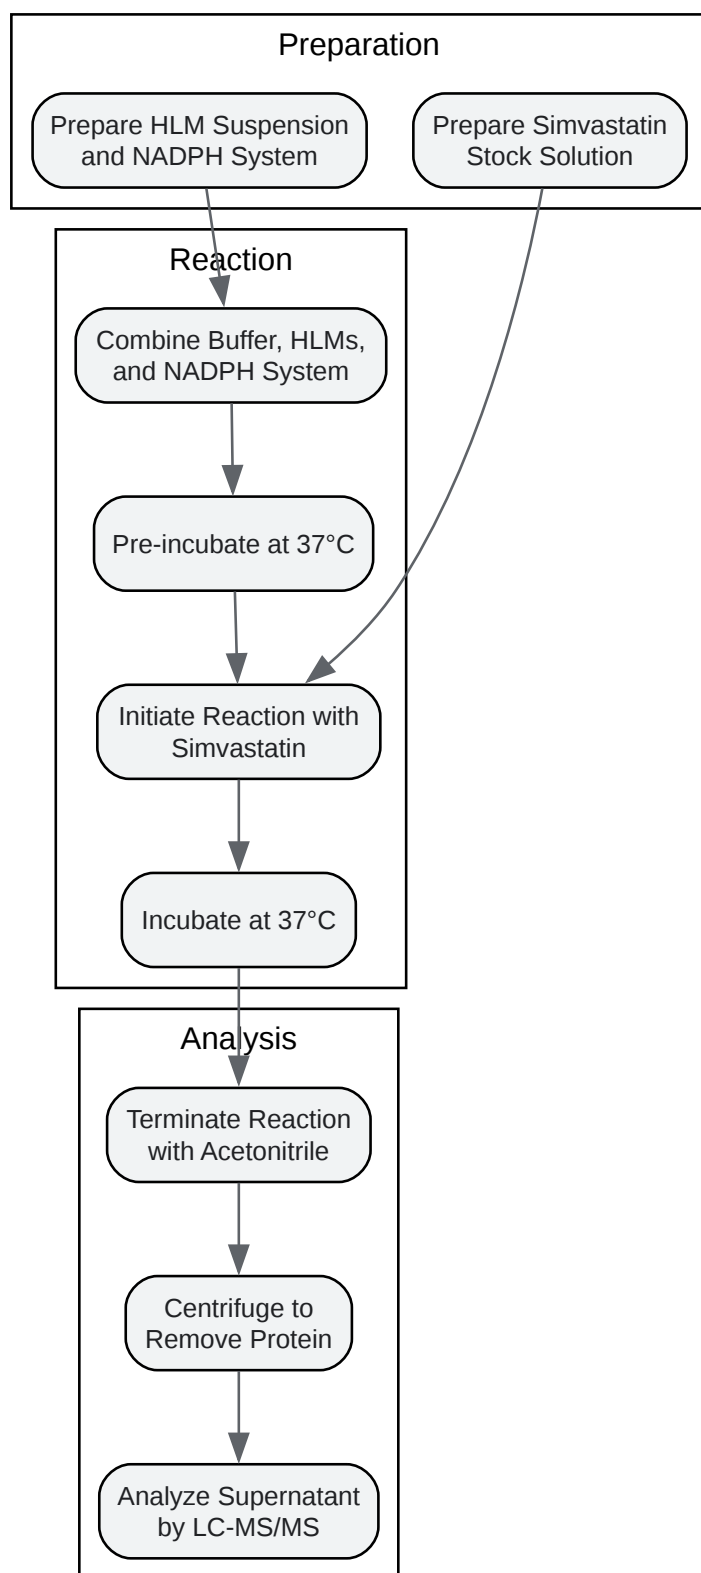 Preparation
Prepare HLM Suspension
and NADPH System
Prepare Simvastatin
Stock Solution
Reaction
Combine Buffer, HLMs,
and NADPH System
Pre-incubate at 37°C
Initiate Reaction with
Simvastatin
Incubate at 37°C
Analysis
Terminate Reaction
with Acetonitrile
Centrifuge to
Remove Protein
Analyze Supernatant
by LC-MS/MS